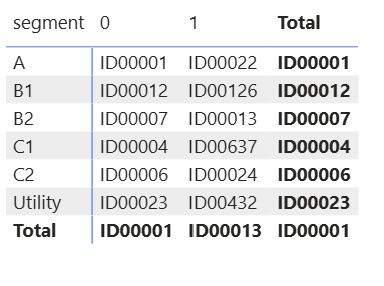 segment 0 1 Total
A ID00001 ID00022 ID00001
B1 ID00012 ID00126 ID00012
B2 ID00007 ID00013 ID00007
C1 ID00004 ID00637 ID00004
C2 ID00006 ID00024 ID00006
Utility ID00023 ID00432 ID00023
Total ID00001 ID00013 ID00001